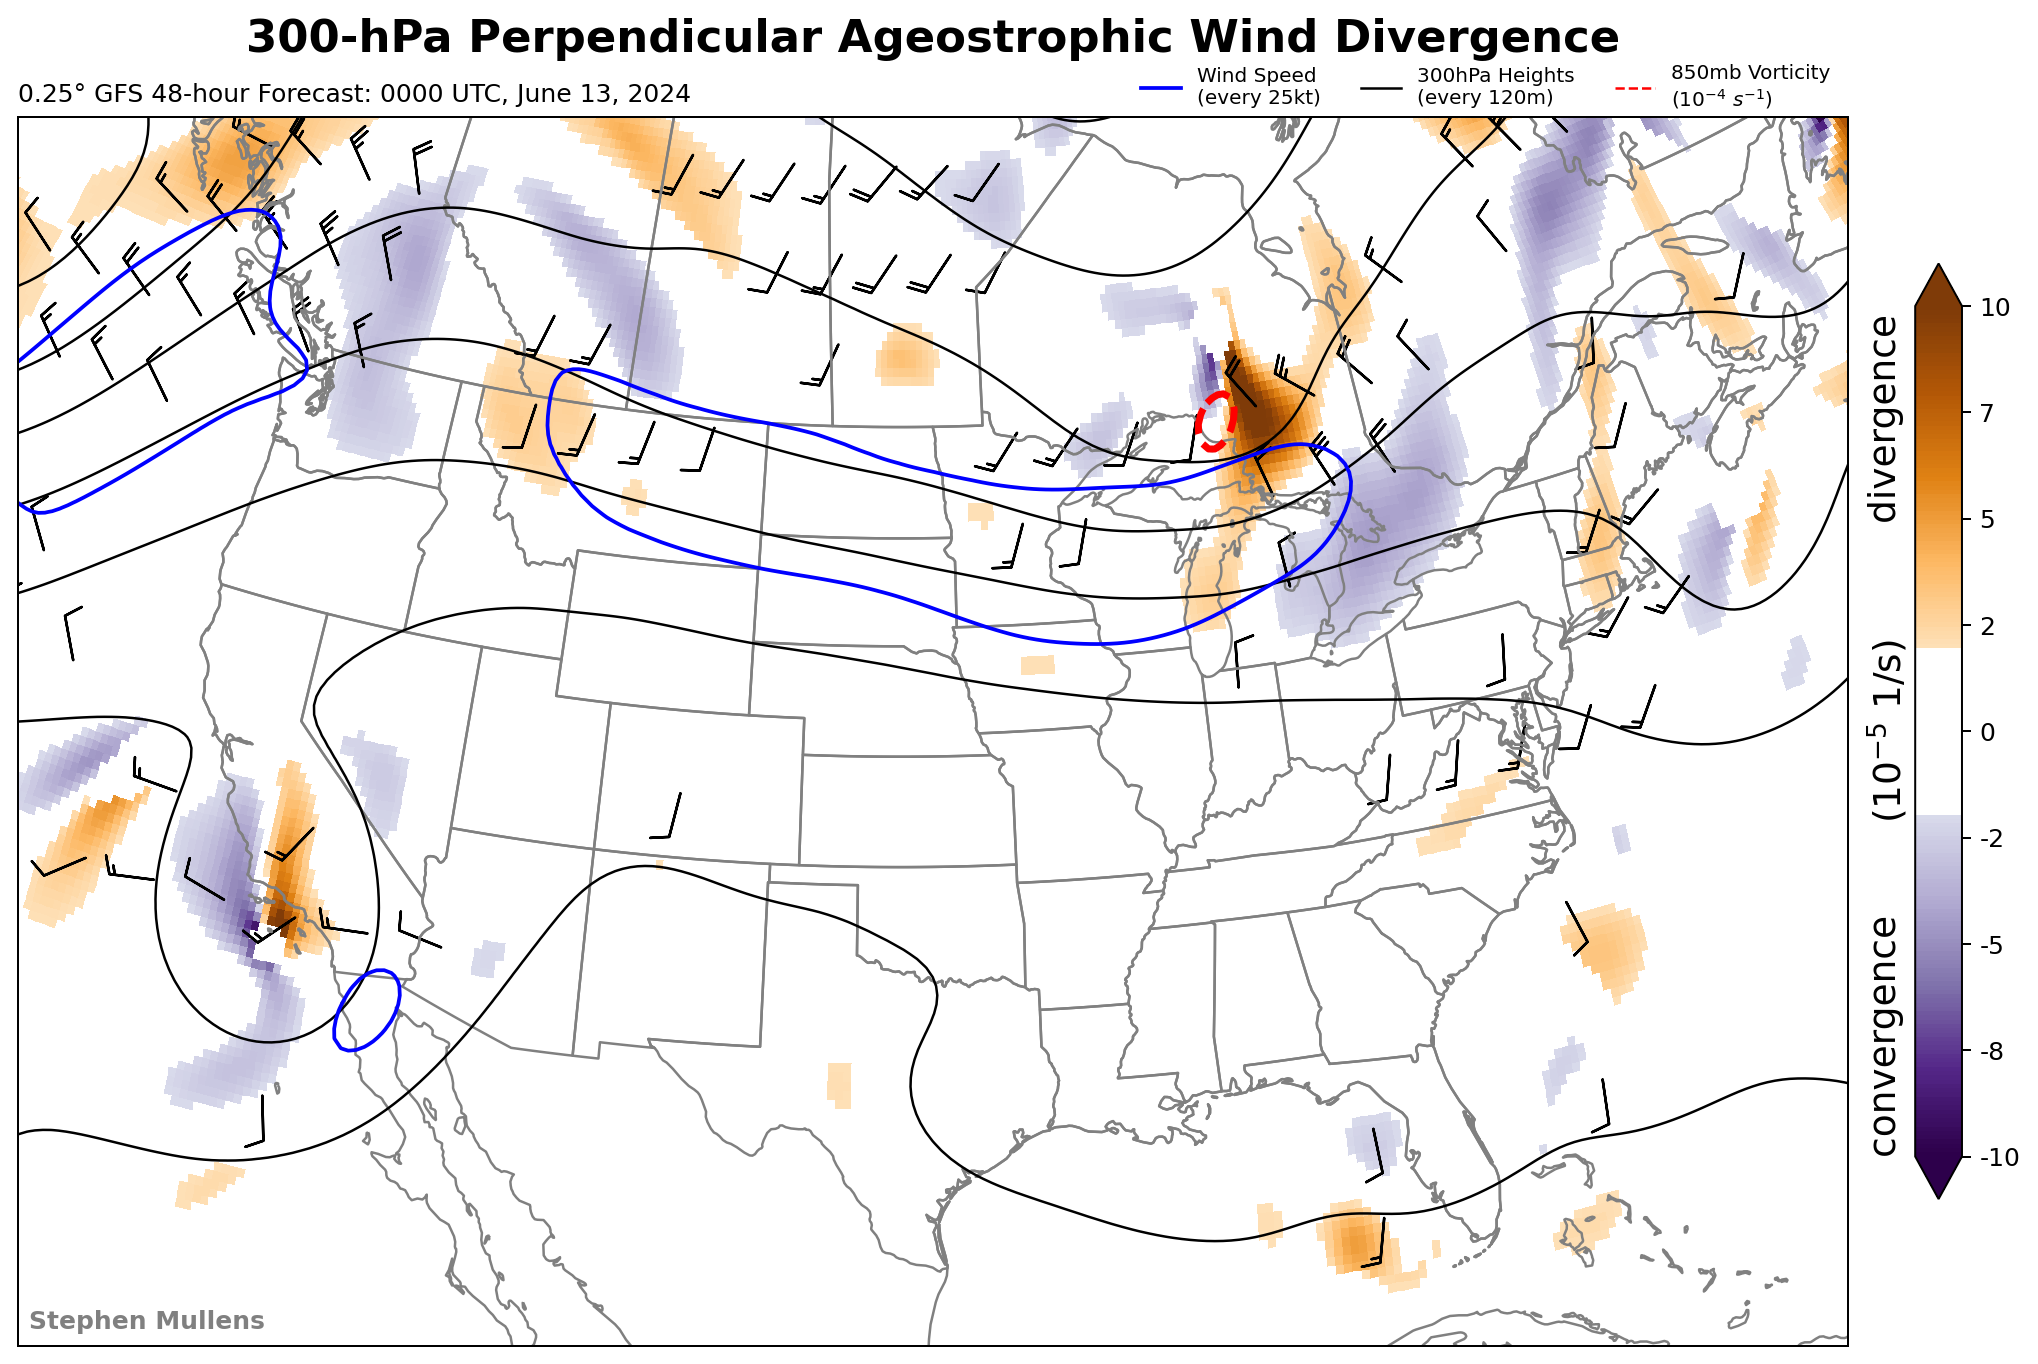 300-hPa Perpendicular Ageostrophic Wind Divergence
0.25° GFS 48-hour Forecast: 0000 UTC, June 13, 2024
Wind Speed
(every 25kt)
300hPa Heights
(every 120m)
850mb Vorticity
(10⁻⁴ s⁻¹)
10
7
5
2
0
-2
-5
-8
-10
convergence (10⁻⁵ 1/s) divergence
Stephen Mullens